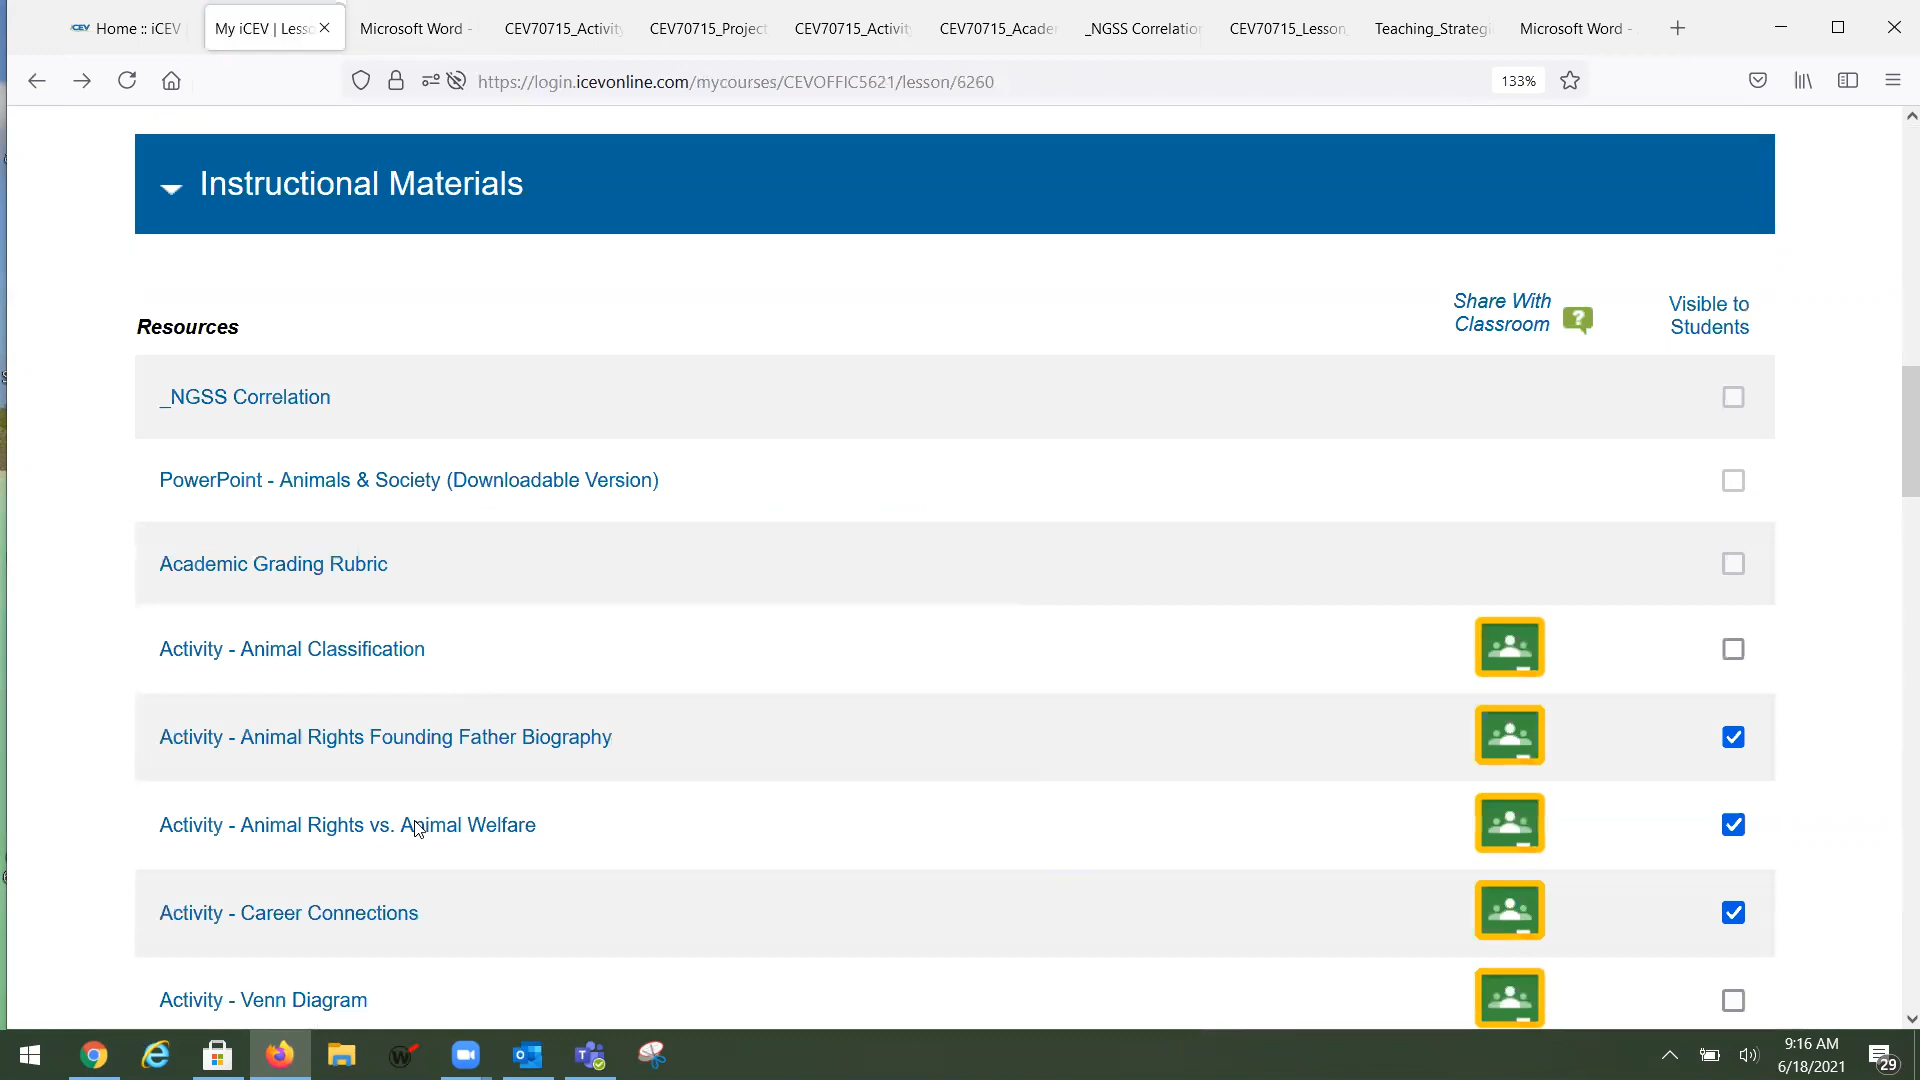 Home :: iCEV
My iCEV | Lesso
Microsoft Word -
CEV70715_Activity
CEV70715_Project
CEV70715_Activity
CEV70715_Acade
_NGSS Correlation
CEV70715_Lesson
Teaching_Strategi
Microsoft Word -
https://login.icevonline.com/mycourses/CEVOFFIC5621/lesson/6260
133%
Instructional Materials
Resources
Share With
Classroom
?
Visible to
Students
_NGSS Correlation
PowerPoint - Animals & Society (Downloadable Version)
Academic Grading Rubric
Activity - Animal Classification
Activity - Animal Rights Founding Father Biography
Activity - Animal Rights vs. Animal Welfare
Activity - Career Connections
Activity - Venn Diagram
9:16 AM
6/18/2021
29